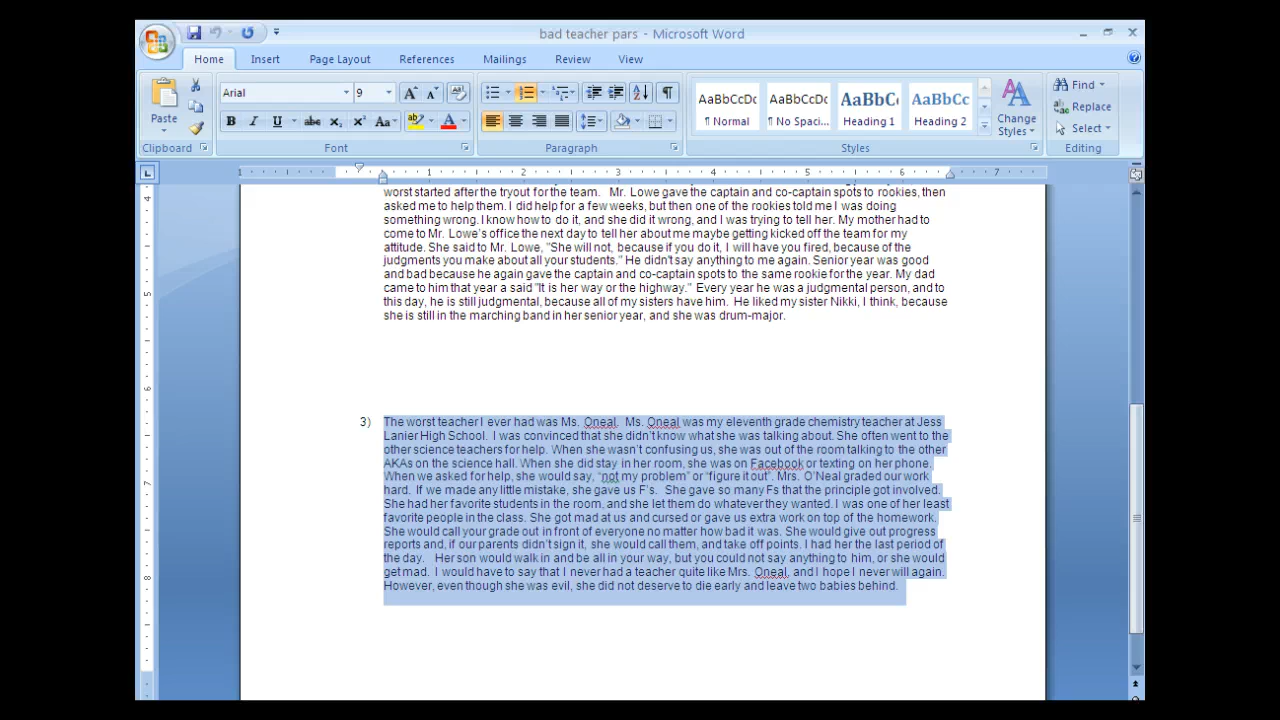 bad teacher pars - Microsoft Word
Home Insert Page Layout References Mailings Review View
Paste
Arial 9
AaBbCcDc AaBbCcDc AaBbC AaBbCc
¶ Normal ¶ No Spaci... Heading 1 Heading 2
Change Styles
Find
Replace
Select
Clipboard Font Paragraph Styles Editing
worst started after the tryout for the team. Mr. Lowe gave the captain and co-captain spots to rookies, then
asked me to help them. I did help for a few weeks, but then one of the rookies told me I was doing
something wrong. I know how to do it, and she did it wrong, and I was trying to tell her. My mother had to
come to Mr. Lowe's office the next day to tell her about me maybe getting kicked off the team for my
attitude. She said to Mr. Lowe, "She will not, because if you do it, I will have you fired, because of the
judgments you make about all your students." He didn't say anything to me again. Senior year was good
and bad because he again gave the captain and co-captain spots to the same rookie for the year. My dad
came to him that year a said "It is her way or the highway." Every year he was a judgmental person, and to
this day, he is still judgmental, because all of my sisters have him. He liked my sister Nikki, I think, because
she is still in the marching band in her senior year, and she was drum-major.
3) The worst teacher I ever had was Ms. Oneal. Ms. Oneal was my eleventh grade chemistry teacher at Jess
Lanier High School. I was convinced that she didn't know what she was talking about. She often went to the
other science teachers for help. When she wasn't confusing us, she was out of the room talking to the other
AKAs on the science hall. When she did stay in her room, she was on Facebook or texting on her phone.
When we asked for help, she would say, "not my problem" or "figure it out". Mrs. O'Neal graded our work
hard. If we made any little mistake, she gave us F's. She gave so many Fs that the principle got involved.
She had her favorite students in the room, and she let them do whatever they wanted. I was one of her least
favorite people in the class. She got mad at us and cursed or gave us extra work on top of the homework.
She would call your grade out in front of everyone no matter how bad it was. She would give out progress
reports and, if our parents didn't sign it, she would call them, and take off points. I had her the last period of
the day. Her son would walk in and be all in your way, but you could not say anything to him, or she would
get mad. I would have to say that I never had a teacher quite like Mrs. Oneal, and I hope I never will again.
However, even though she was evil, she did not deserve to die early and leave two babies behind.